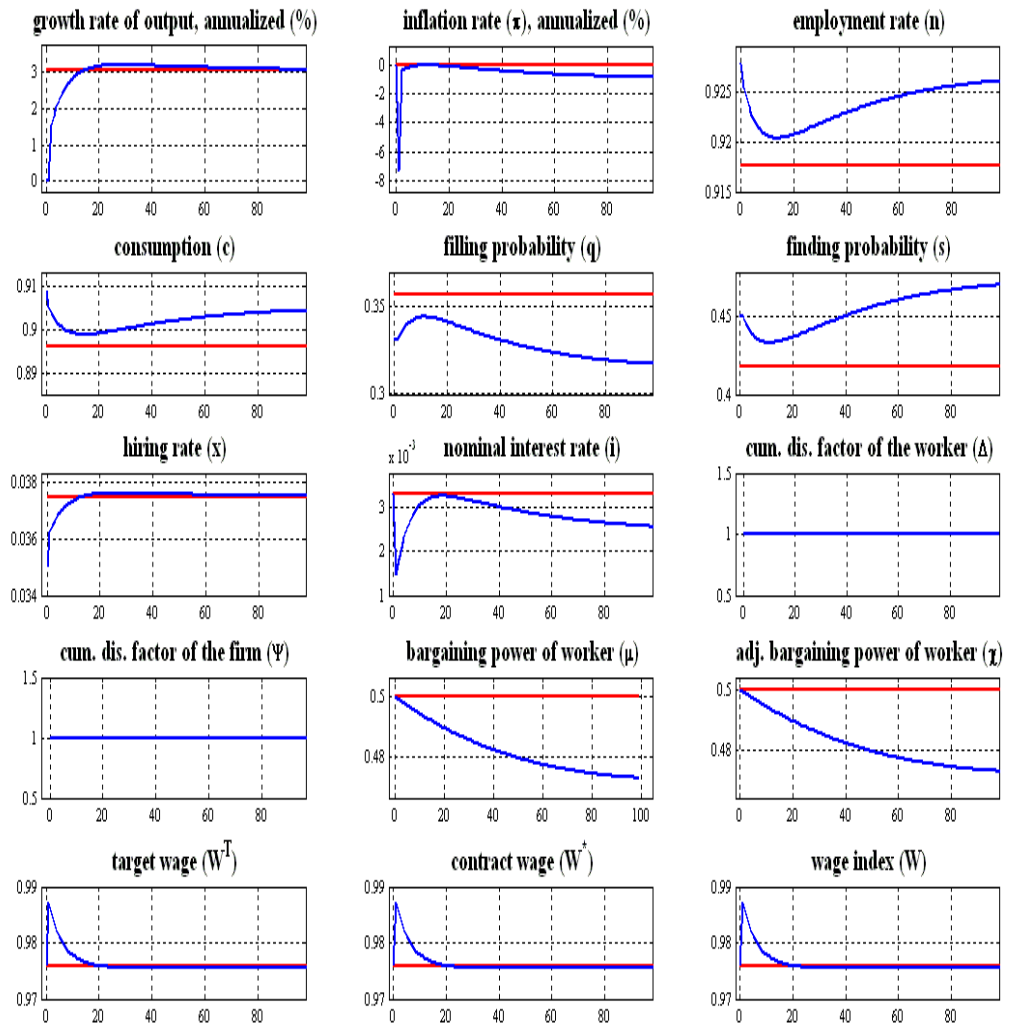 growth rate of output, annualized (%)
3
2
1
0
0 20 40 60 80
inflation rate (π), annualized (%)
0
-2
-4
-6
-8
0 20 40 60 80
employment rate (n)
0.925
0.92
0.915
0 20 40 60 80
consumption (c)
0.91
0.9
0.89
0 20 40 60 80
filling probability (q)
0.35
0.3
0 20 40 60 80
finding probability (s)
0.45
0.4
0 20 40 60 80
hiring rate (x)
0.038
0.036
0.034
0 20 40 60 80
x 10⁻³ nominal interest rate (i)
3
2
1
0 20 40 60 80
cum. dis. factor of the worker (Δ)
1.5
1
0.5
0 20 40 60 80
cum. dis. factor of the firm (Ψ)
1.5
1
0.5
0 20 40 60 80
bargaining power of worker (μ)
0.5
0.48
0 20 40 60 80 100
adj. bargaining power of worker (χ)
0.5
0.48
0 20 40 60 80
target wage (Wᵀ)
0.99
0.98
0.97
0 20 40 60 80
contract wage (W*)
0.99
0.98
0.97
0 20 40 60 80
wage index (W)
0.99
0.98
0.97
0 20 40 60 80